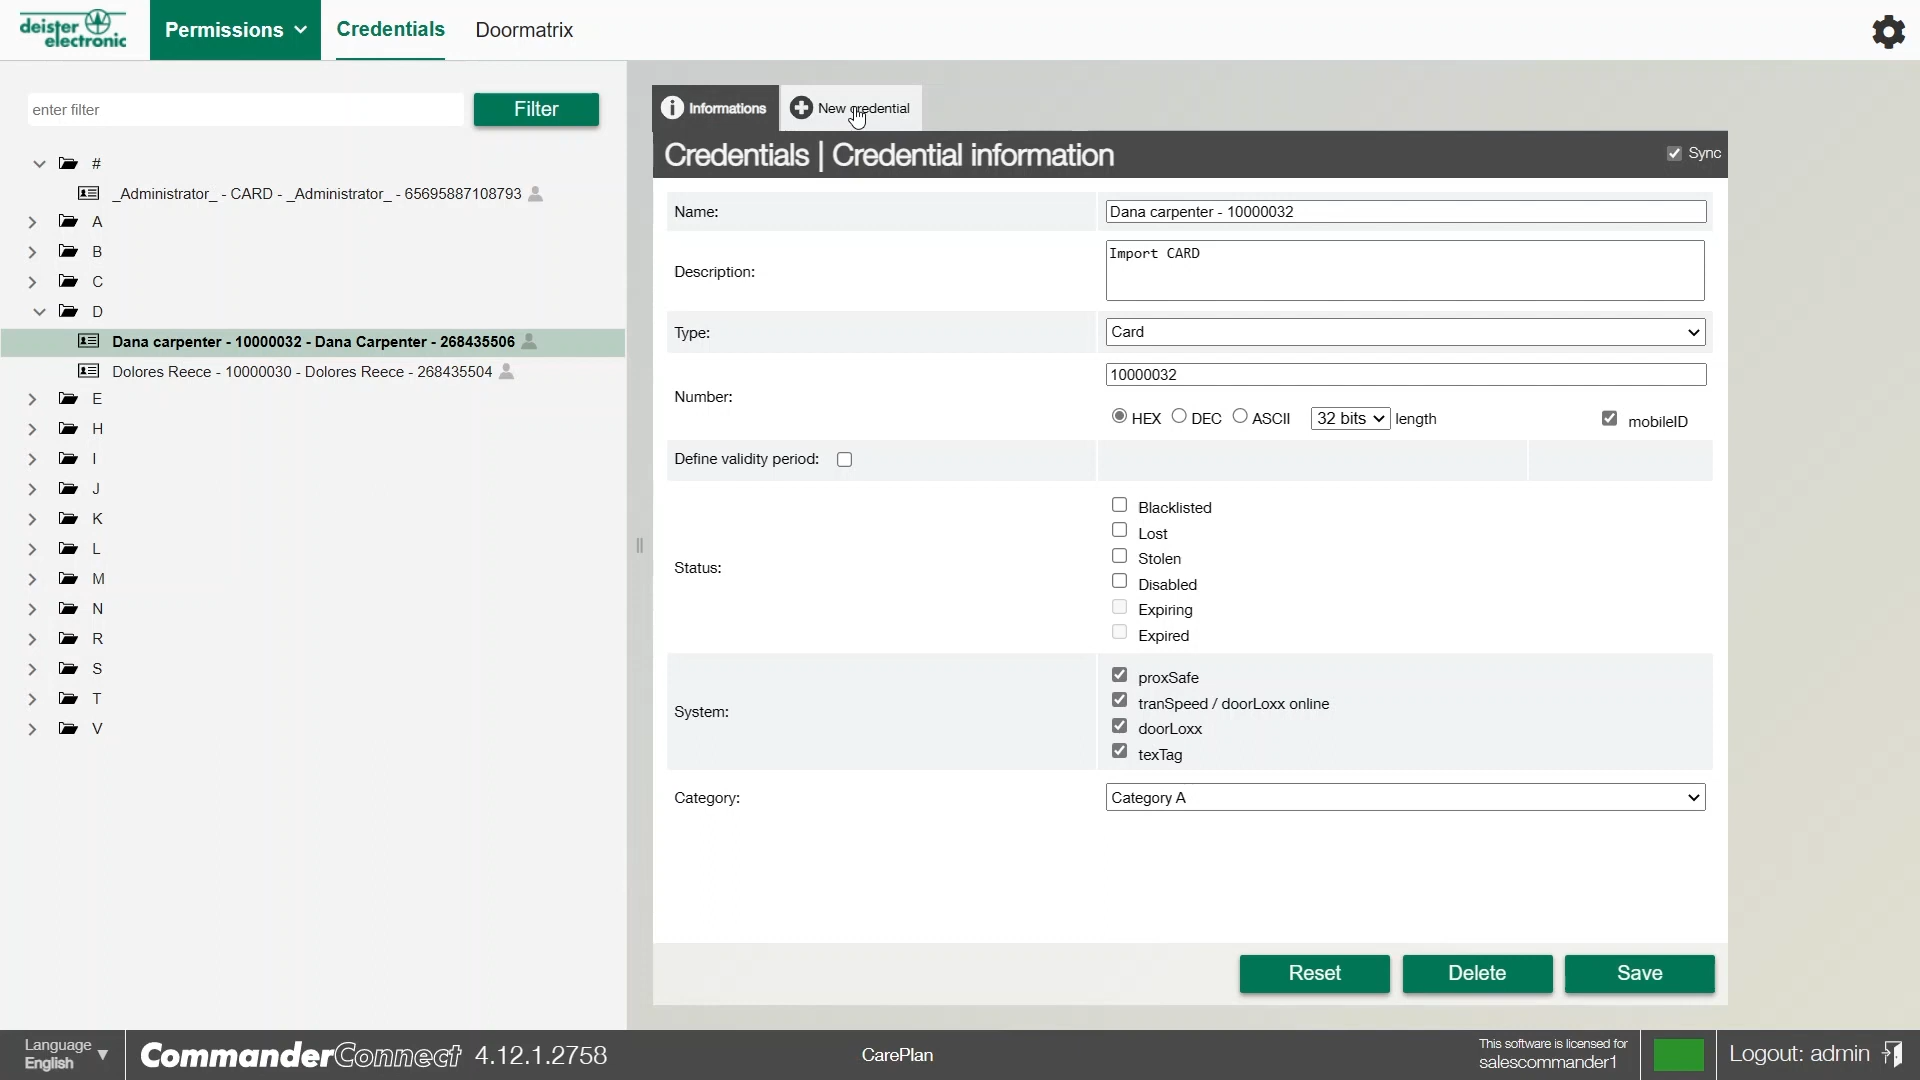 deister
electronic
Permissions
Credentials
Doormatrix
enter filter
Filter
#
_Administrator_ - CARD - _Administrator_ - 65695887108793
A
B
C
D
Dana carpenter - 10000032 - Dana Carpenter - 268435506
Dolores Reece - 10000030 - Dolores Reece - 268435504
E
H
I
J
K
L
M
N
R
S
T
V
Informations
New credential
Credentials | Credential information
Sync
Name:
Dana carpenter - 10000032
Description:
Import CARD
Type:
Card
Number:
10000032
HEX DEC ASCII 32 bits length mobileID
Define validity period:
Status:
Blacklisted
Lost
Stolen
Disabled
Expiring
Expired
System:
proxSafe
tranSpeed / doorLoxx online
doorLoxx
texTag
Category:
Category A
Reset
Delete
Save
Language
English
CommanderConnect 4.12.1.2758
CarePlan
This software is licensed for
salescommander1
Logout: admin